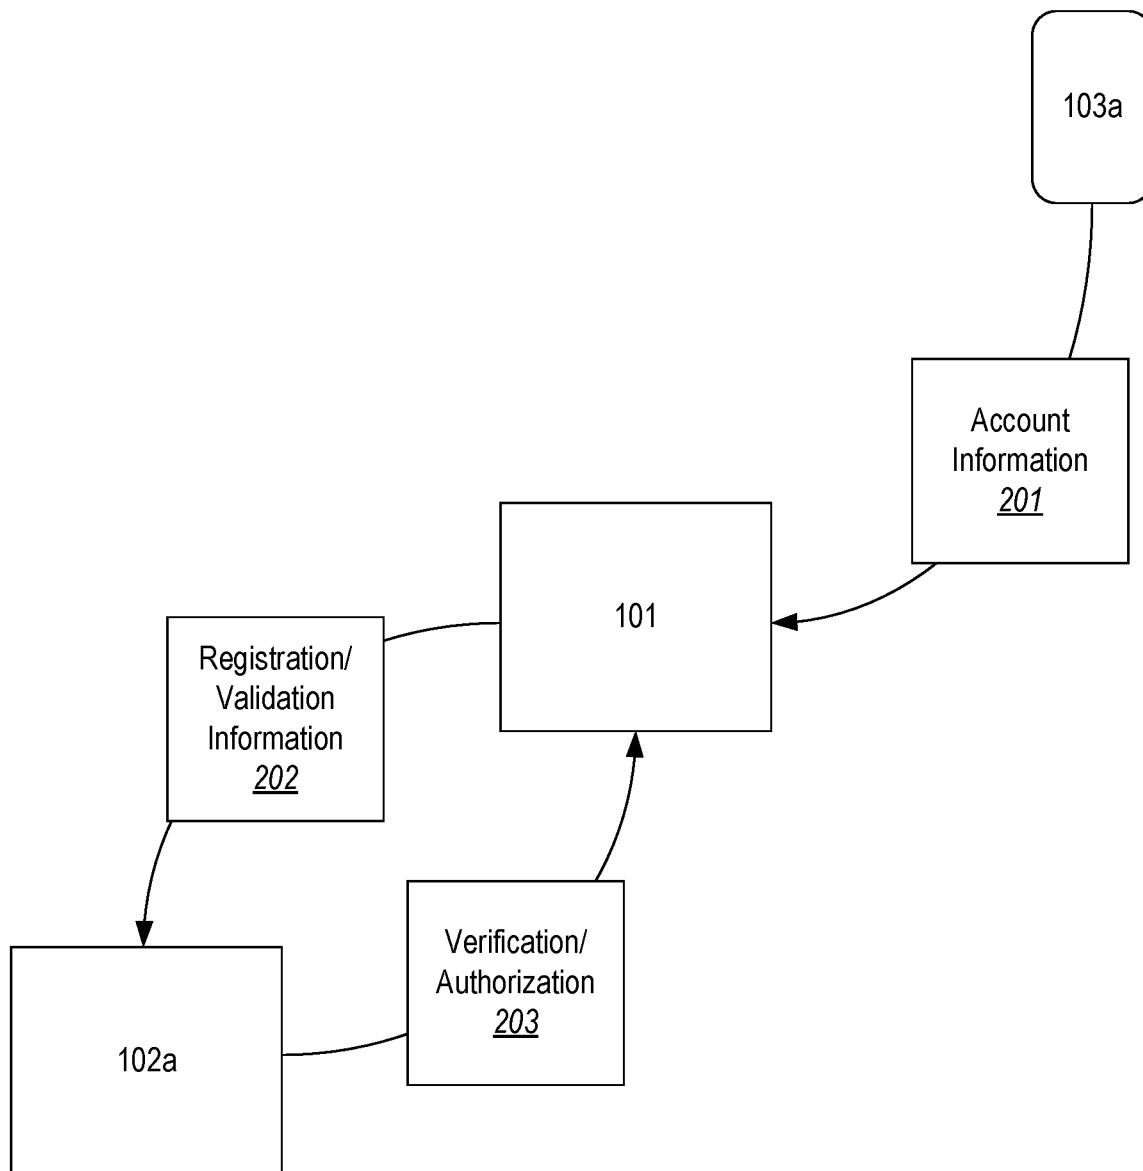 103a
Account
Information
201
101
Registration/
Validation
Information
202
Verification/
Authorization
203
102a